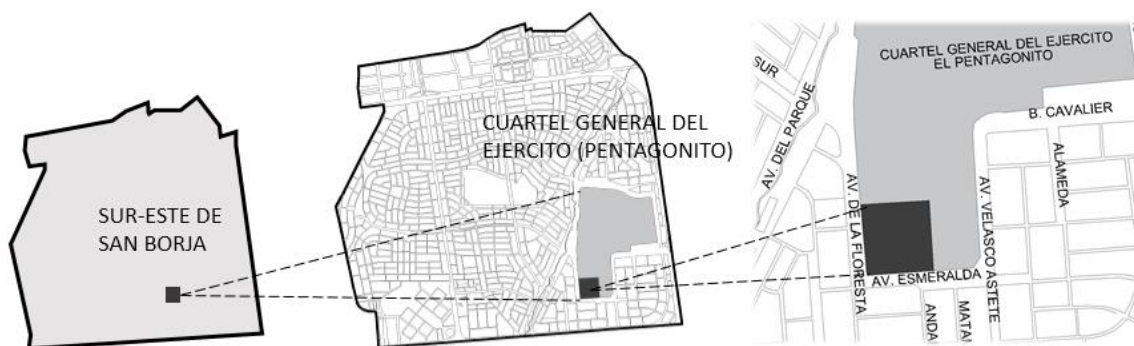 SUR-ESTE DE
SAN BORJA
CUARTEL GENERAL DEL
EJERCITO (PENTAGONITO)
CUARTEL GENERAL DEL EJERCITO
EL PENTAGONITO
SUR
AV. DEL PARQUE
B. CAVALIER
ALAMEDA
AV. DE LA FLORESTA
AV. VELASCO ASTETE
AV. ESMERALDA
ANDA
MATAN